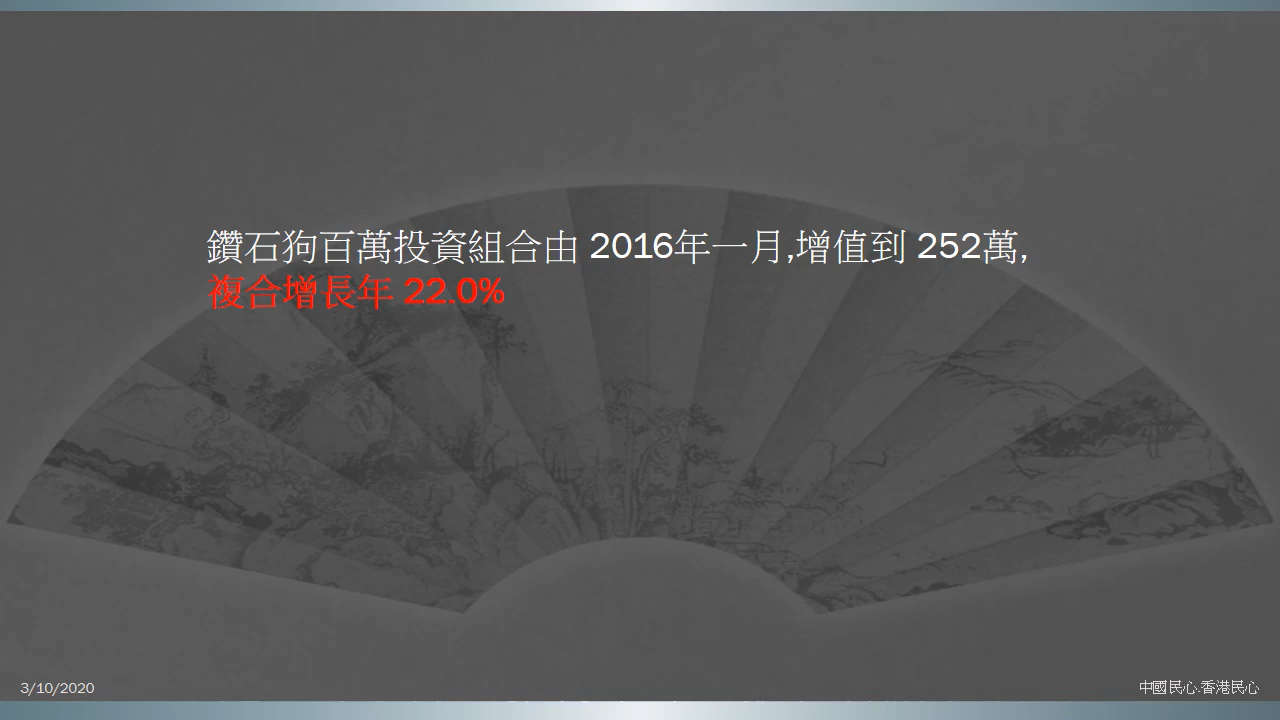 鑽石狗百萬投資組合由 2016年一月,增值到 252萬,
複合增長年 22.0%
3/10/2020
中國民心.香港民心